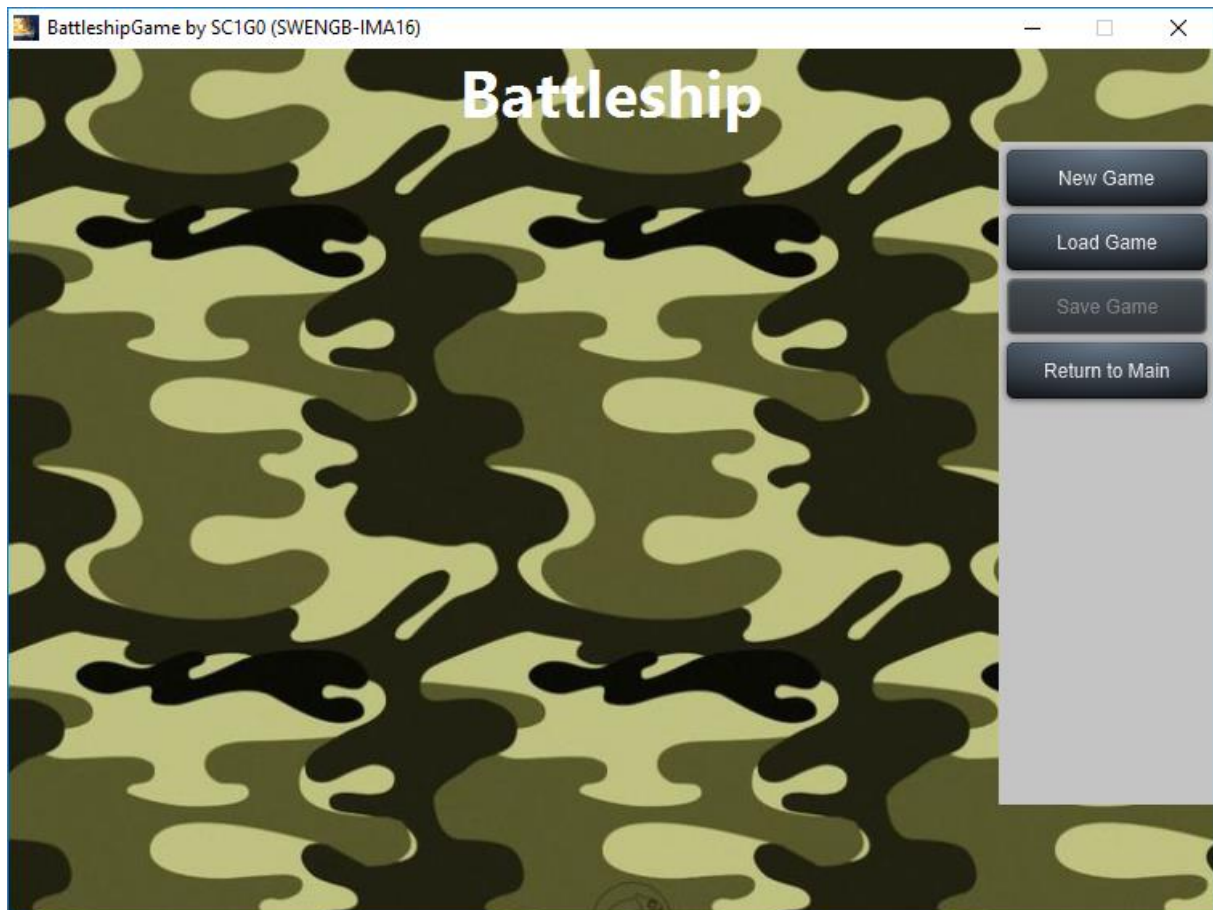 BattleshipGame by SC1G0 (SWENGB-IMA16)
Battleship
New Game
Load Game
Save Game
Return to Main